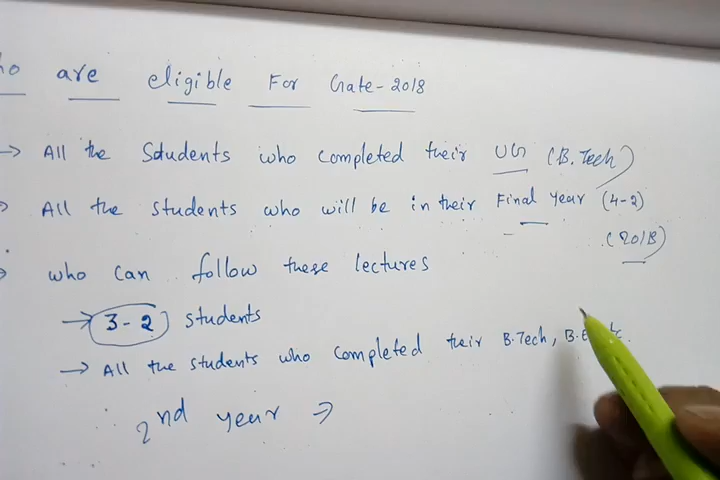 ho are eligible For Gate-2018
→ All the Students who completed their UG (B.Tech)
→ All the students who will be in their Final Year (4-2)
(2018)
→ who can follow these lectures
→ 3-2 students
→ All the students who completed their B.Tech, B.E
2nd year ⇒